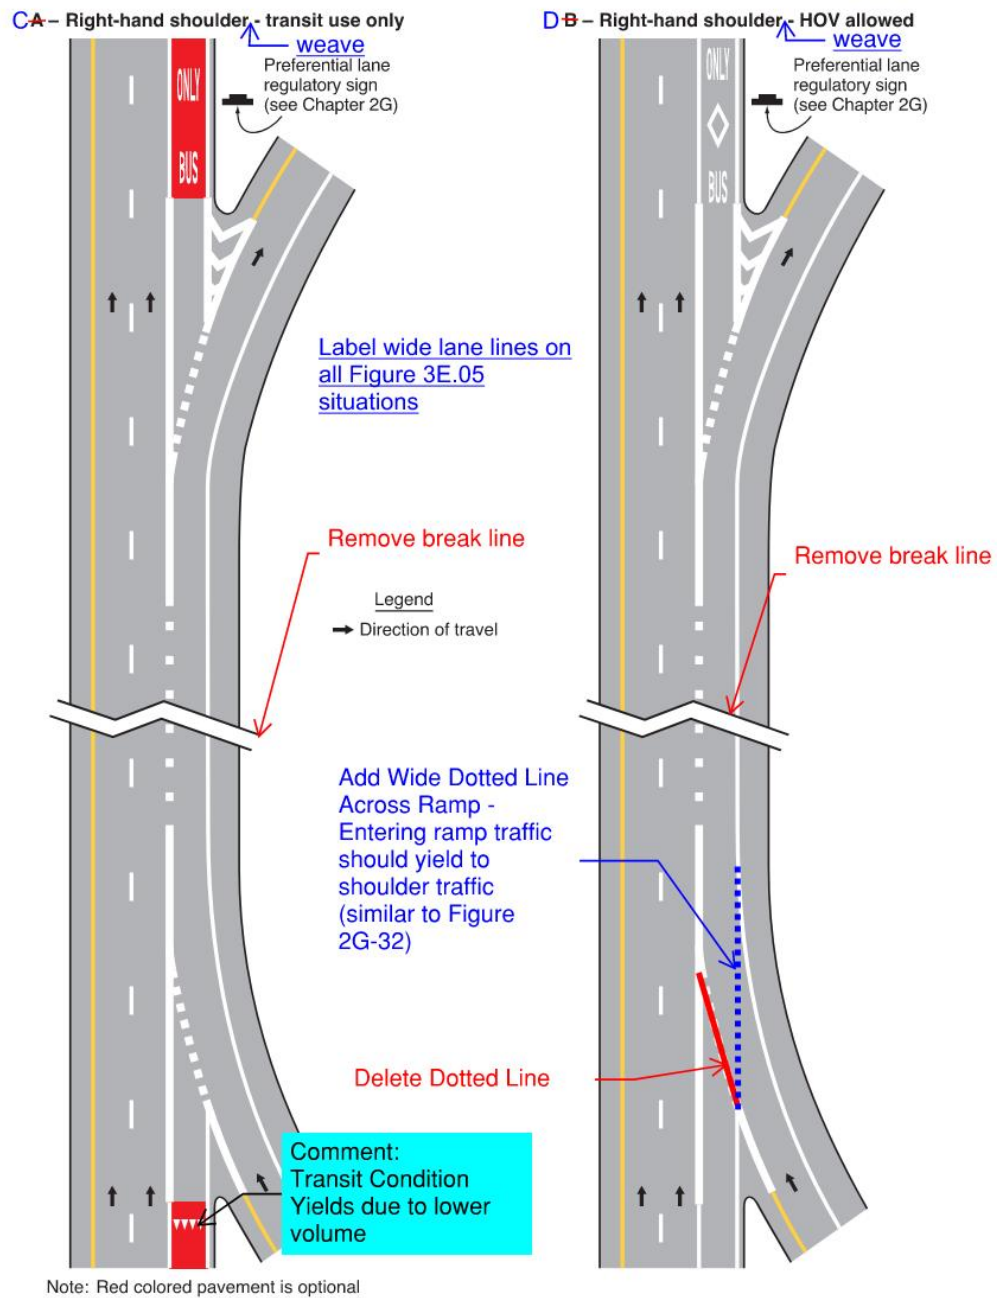 CA – Right-hand shoulder - transit use only
weave
Preferential lane
regulatory sign
(see Chapter 2G)
ONLY
BUS
D B – Right-hand shoulder - HOV allowed
weave
Preferential lane
regulatory sign
(see Chapter 2G)
ONLY
BUS
Label wide lane lines on
all Figure 3E.05
situations
Remove break line
Remove break line
Legend
Direction of travel
Add Wide Dotted Line
Across Ramp -
Entering ramp traffic
should yield to
shoulder traffic
(similar to Figure
2G-32)
Delete Dotted Line
Comment:
Transit Condition
Yields due to lower
volume
Note: Red colored pavement is optional